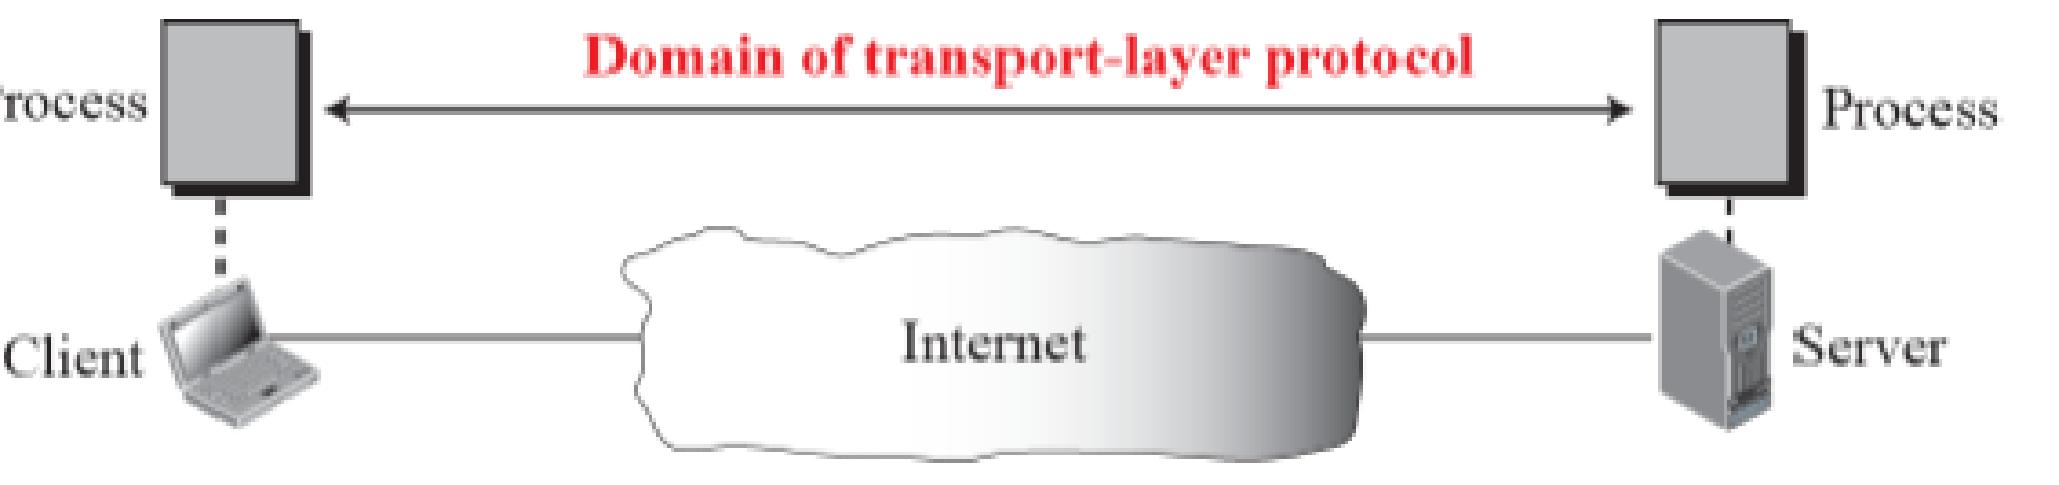 Domain of transport-layer protocol
rocess
Process
Internet
Client
Server